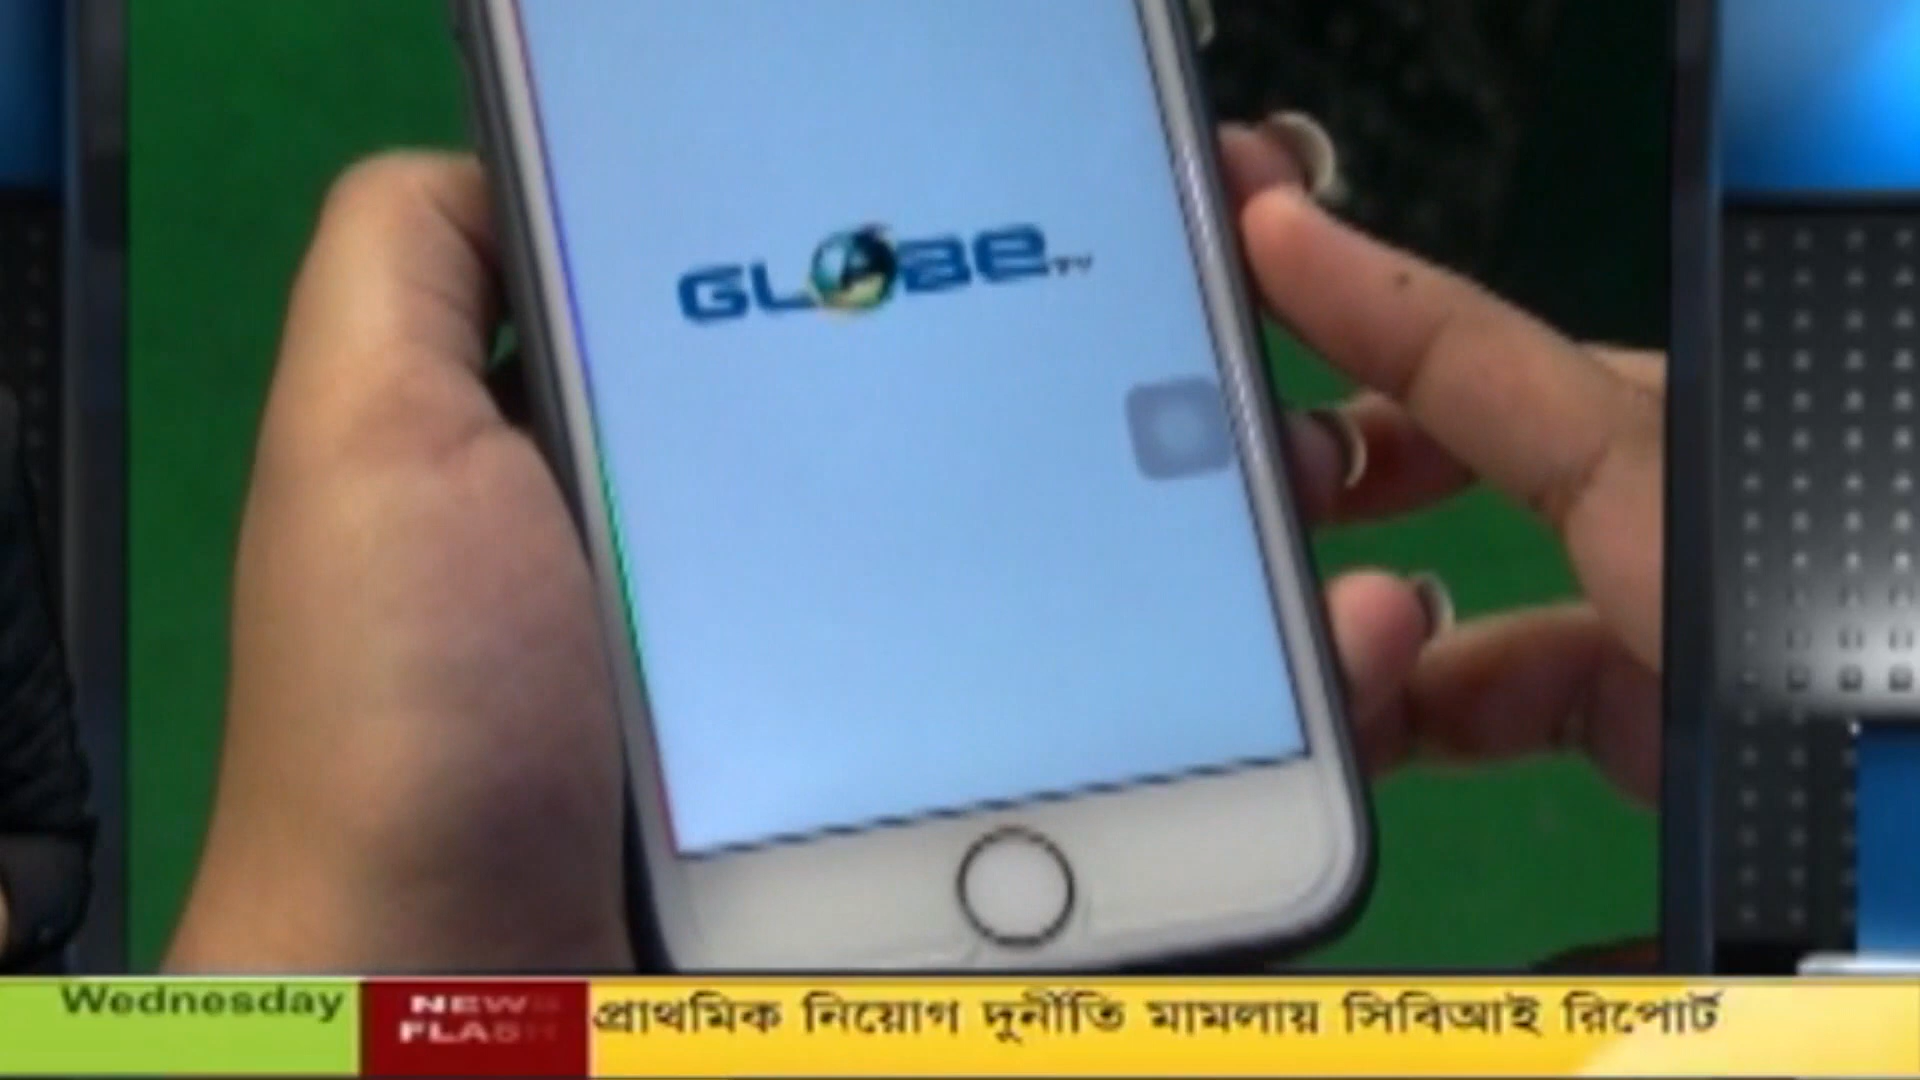 GLOBE TV
Wednesday
NEWS
FLASH
প্রাথমিক নিয়োগ দুর্নীতি মামলায় সিবিআই রিপোর্ট